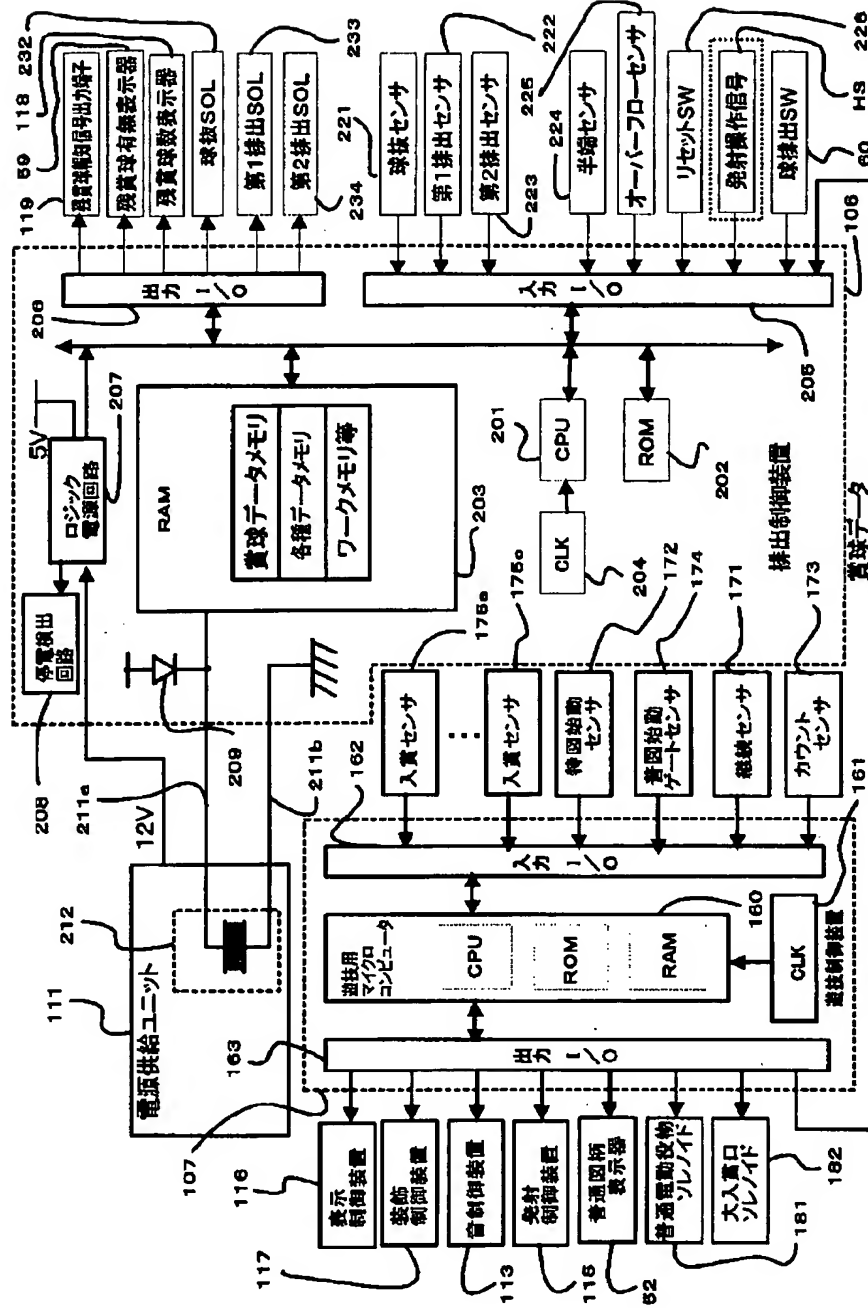 119
59
118
232
残賞球報知信号出力端子
残賞球有無表示器
残賞球数表示器
球抜SOL
第1排出SOL
第2排出SOL
233
234
221
球抜センサ
第1排出センサ
第2排出センサ
222
223
224
225
半端センサ
オーバーフローセンサ
リセットSW
発射操作信号
球排出SW
226
HS
60
106
206
出力
I/O
入力
I/O
205
5V
207
ロジック
電源回路
停電検出
回路
208
RAM
賞球データメモリ
各種データメモリ
ワークメモリ等
203
201
CPU
ROM
202
CLK
204
排出制御装置
賞球データ
209
211a
211b
12V
111
212
電源供給ユニット
175a
入賞センサ
入賞センサ
175e
特図始動
センサ
172
普図始動
ゲートセンサ
174
継続センサ
171
カウント
センサ
173
162
入力
I/O
遊技用
マイクロ
コンピュータ
CPU
ROM
RAM
160
161
CLK
遊技制御装置
163
出力
I/O
107
116
表示
制御装置
117
装飾
制御装置
113
音制御装置
115
発射
制御装置
52
普通図柄
表示器
181
普通電動役物
ソレノイド
182
大入賞口
ソレノイド